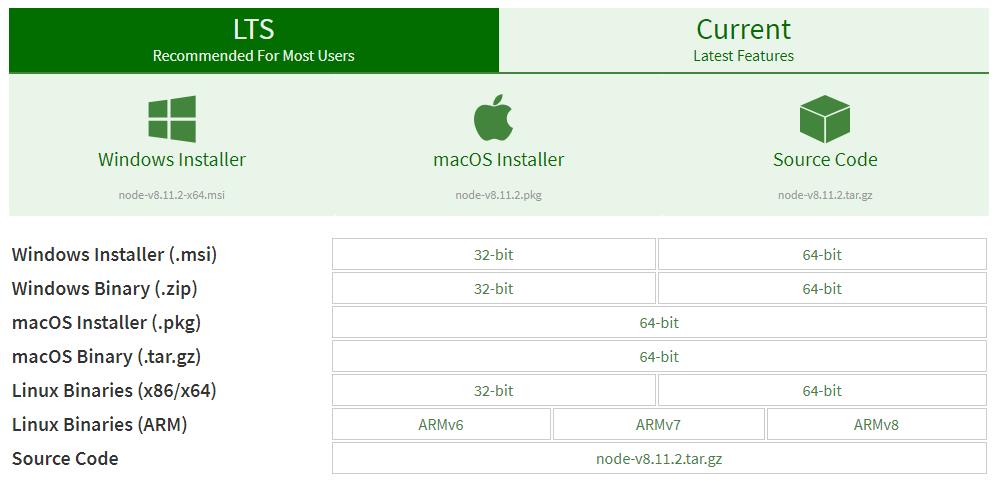 LTS
Recommended For Most Users
Current
Latest Features
Windows Installer
node-v8.11.2-x64.msi
macOS Installer
node-v8.11.2.pkg
Source Code
node-v8.11.2.tar.gz
Windows Installer (.msi) 32-bit 64-bit
Windows Binary (.zip) 32-bit 64-bit
macOS Installer (.pkg) 64-bit
macOS Binary (.tar.gz) 64-bit
Linux Binaries (x86/x64) 32-bit 64-bit
Linux Binaries (ARM) ARMv6 ARMv7 ARMv8
Source Code node-v8.11.2.tar.gz